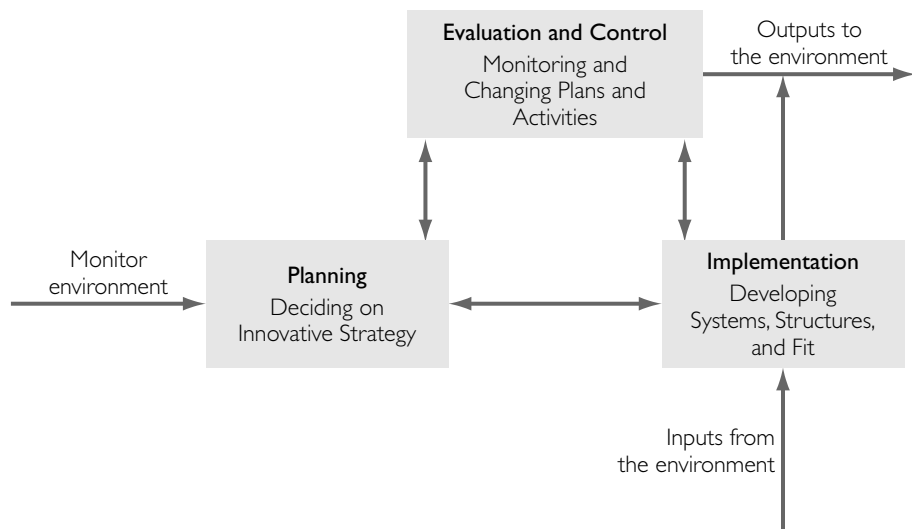 Evaluation and Control
Monitoring and
Changing Plans and
Activities
Outputs to
the environment
Monitor
environment
Planning
Deciding on
Innovative Strategy
Implementation
Developing
Systems, Structures,
and Fit
Inputs from
the environment